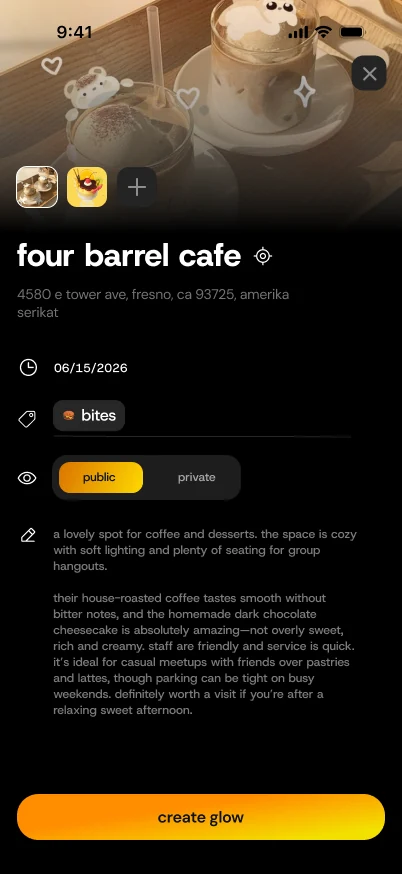 9:41
four barrel cafe
4580 e tower ave, fresno, ca 93725, amerika
serikat
06/15/2026
bites
public private
a lovely spot for coffee and desserts. the space is cozy
with soft lighting and plenty of seating for group
hangouts.
their house-roasted coffee tastes smooth without
bitter notes, and the homemade dark chocolate
cheesecake is absolutely amazing—not overly sweet,
rich and creamy. staff are friendly and service is quick.
it's ideal for casual meetups with friends over pastries
and lattes, though parking can be tight on busy
weekends. definitely worth a visit if you're after a
relaxing sweet afternoon.
create glow